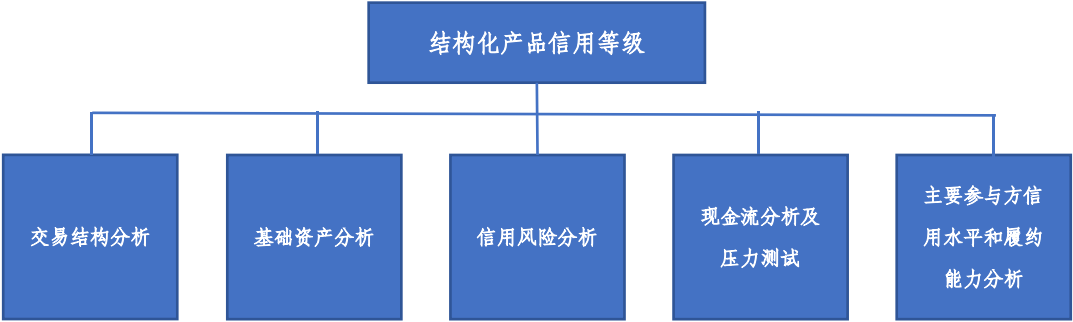 结构化产品信用等级
交易结构分析
基础资产分析
信用风险分析
现金流分析及
压力测试
主要参与方信
用水平和履约
能力分析